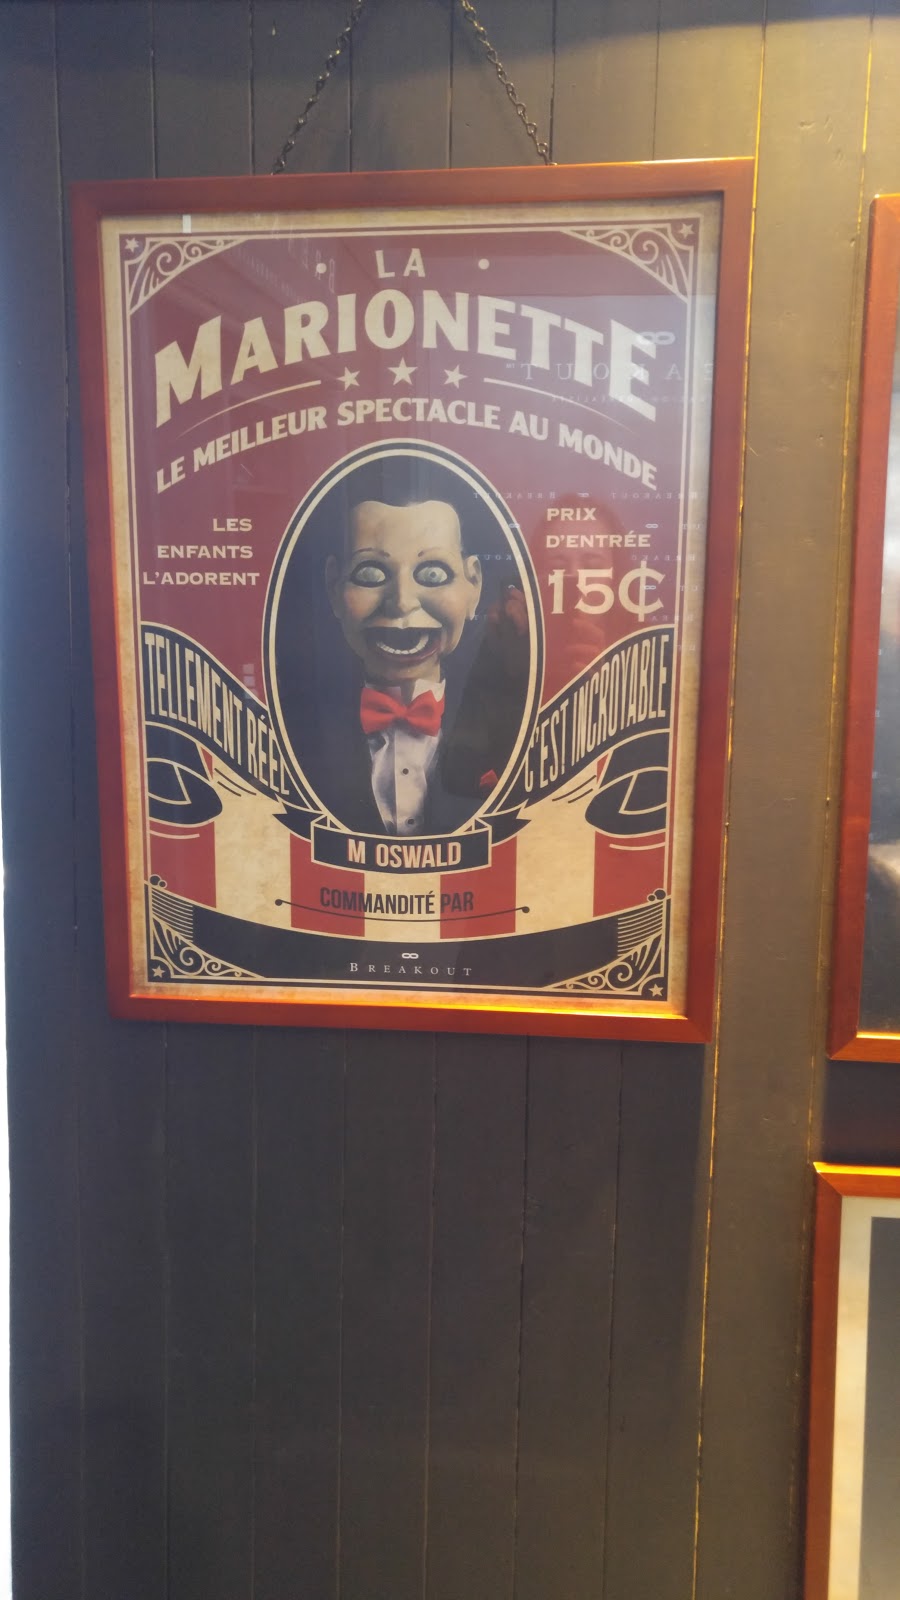 LA
MARIONETTE
LE MEILLEUR SPECTACLE AU MONDE
LES
ENFANTS
L'ADORENT
PRIX
D'ENTRÉE
15¢
TELLEMENT RÉEL
C'EST INCROYABLE
M OSWALD
COMMANDITÉ PAR
BREAKOUT